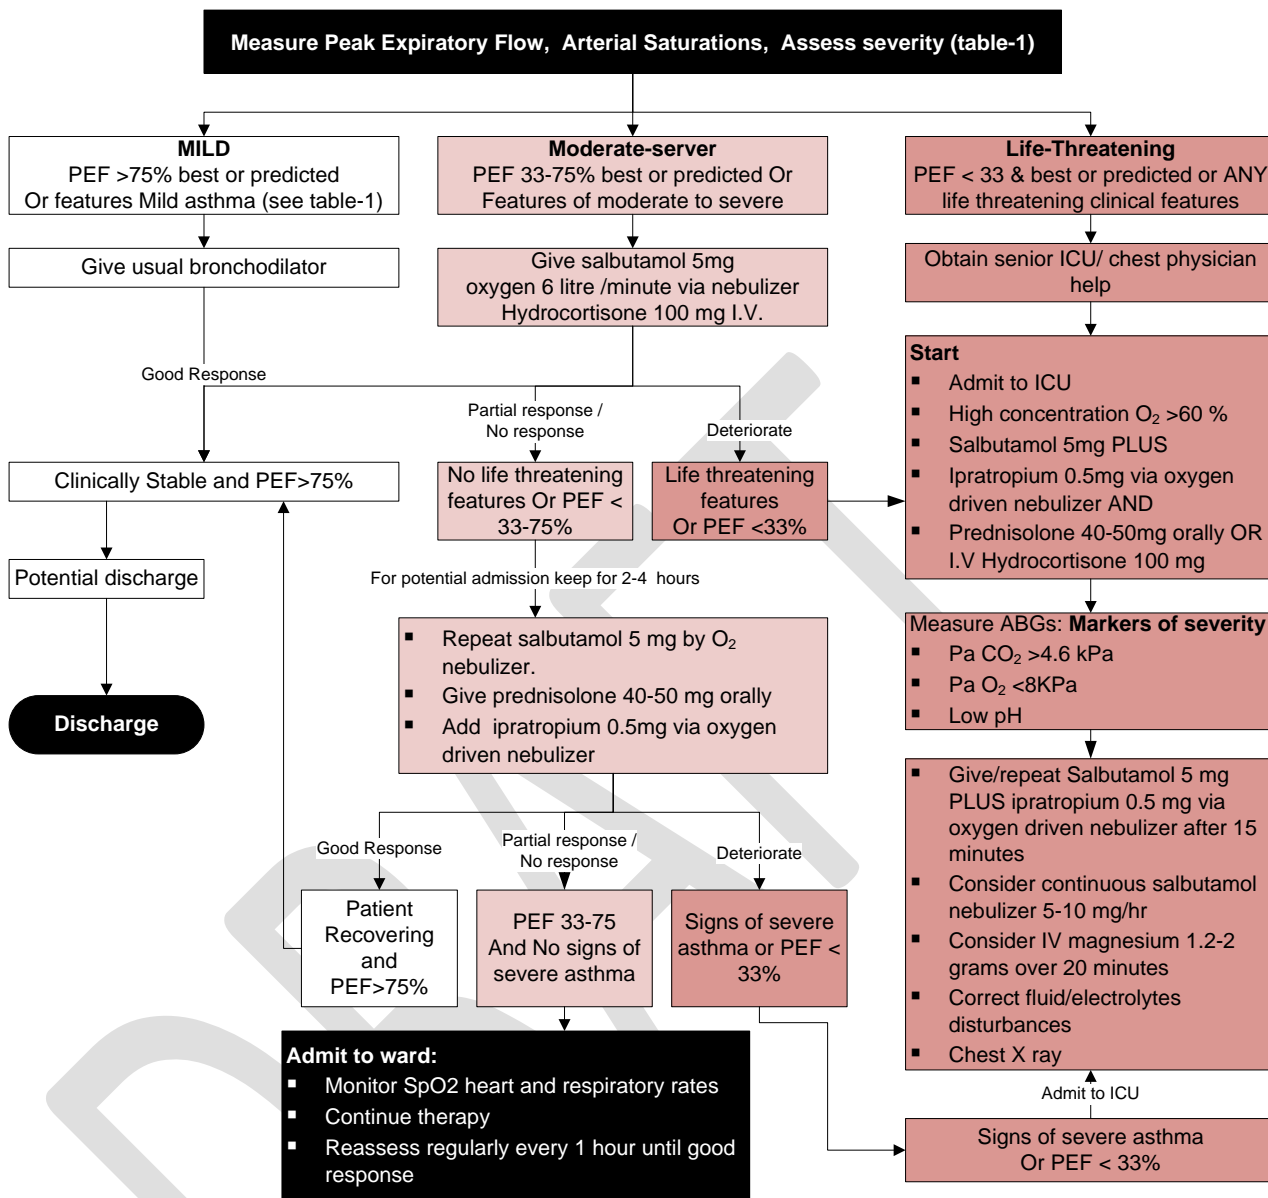 Measure Peak Expiratory Flow, Arterial Saturations, Assess severity (table-1)
MILD
PEF >75% best or predicted
Or features Mild asthma (see table-1)
Moderate-server
PEF 33-75% best or predicted Or
Features of moderate to severe
Life-Threatening
PEF < 33 & best or predicted or ANY
life threatening clinical features
Give usual bronchodilator
Give salbutamol 5mg
oxygen 6 litre /minute via nebulizer
Hydrocortisone 100 mg I.V.
Obtain senior ICU/ chest physician
help
Good Response
Partial response /
No response
Deteriorate
Start
▪ Admit to ICU
▪ High concentration O2 >60 %
▪ Salbutamol 5mg PLUS
▪ Ipratropium 0.5mg via oxygen
driven nebulizer AND
▪ Prednisolone 40-50mg orally OR
I.V Hydrocortisone 100 mg
Clinically Stable and PEF>75%
No life threatening
features Or PEF <
33-75%
Life threatening
features
Or PEF <33%
Potential discharge
For potential admission keep for 2-4 hours
Discharge
▪ Repeat salbutamol 5 mg by O2
nebulizer.
▪ Give prednisolone 40-50 mg orally
▪ Add ipratropium 0.5mg via oxygen
driven nebulizer
Measure ABGs: Markers of severity
▪ Pa CO2 >4.6 kPa
▪ Pa O2 <8KPa
▪ Low pH
Good Response
Partial response /
No response
Deteriorate
▪ Give/repeat Salbutamol 5 mg
PLUS ipratropium 0.5 mg via
oxygen driven nebulizer after 15
minutes
▪ Consider continuous salbutamol
nebulizer 5-10 mg/hr
▪ Consider IV magnesium 1.2-2
grams over 20 minutes
▪ Correct fluid/electrolytes
disturbances
▪ Chest X ray
Patient
Recovering
and
PEF>75%
PEF 33-75
And No signs of
severe asthma
Signs of severe
asthma or PEF <
33%
Admit to ward:
▪ Monitor SpO2 heart and respiratory rates
▪ Continue therapy
▪ Reassess regularly every 1 hour until good
response
Admit to ICU
Signs of severe asthma
Or PEF < 33%
DRAFT